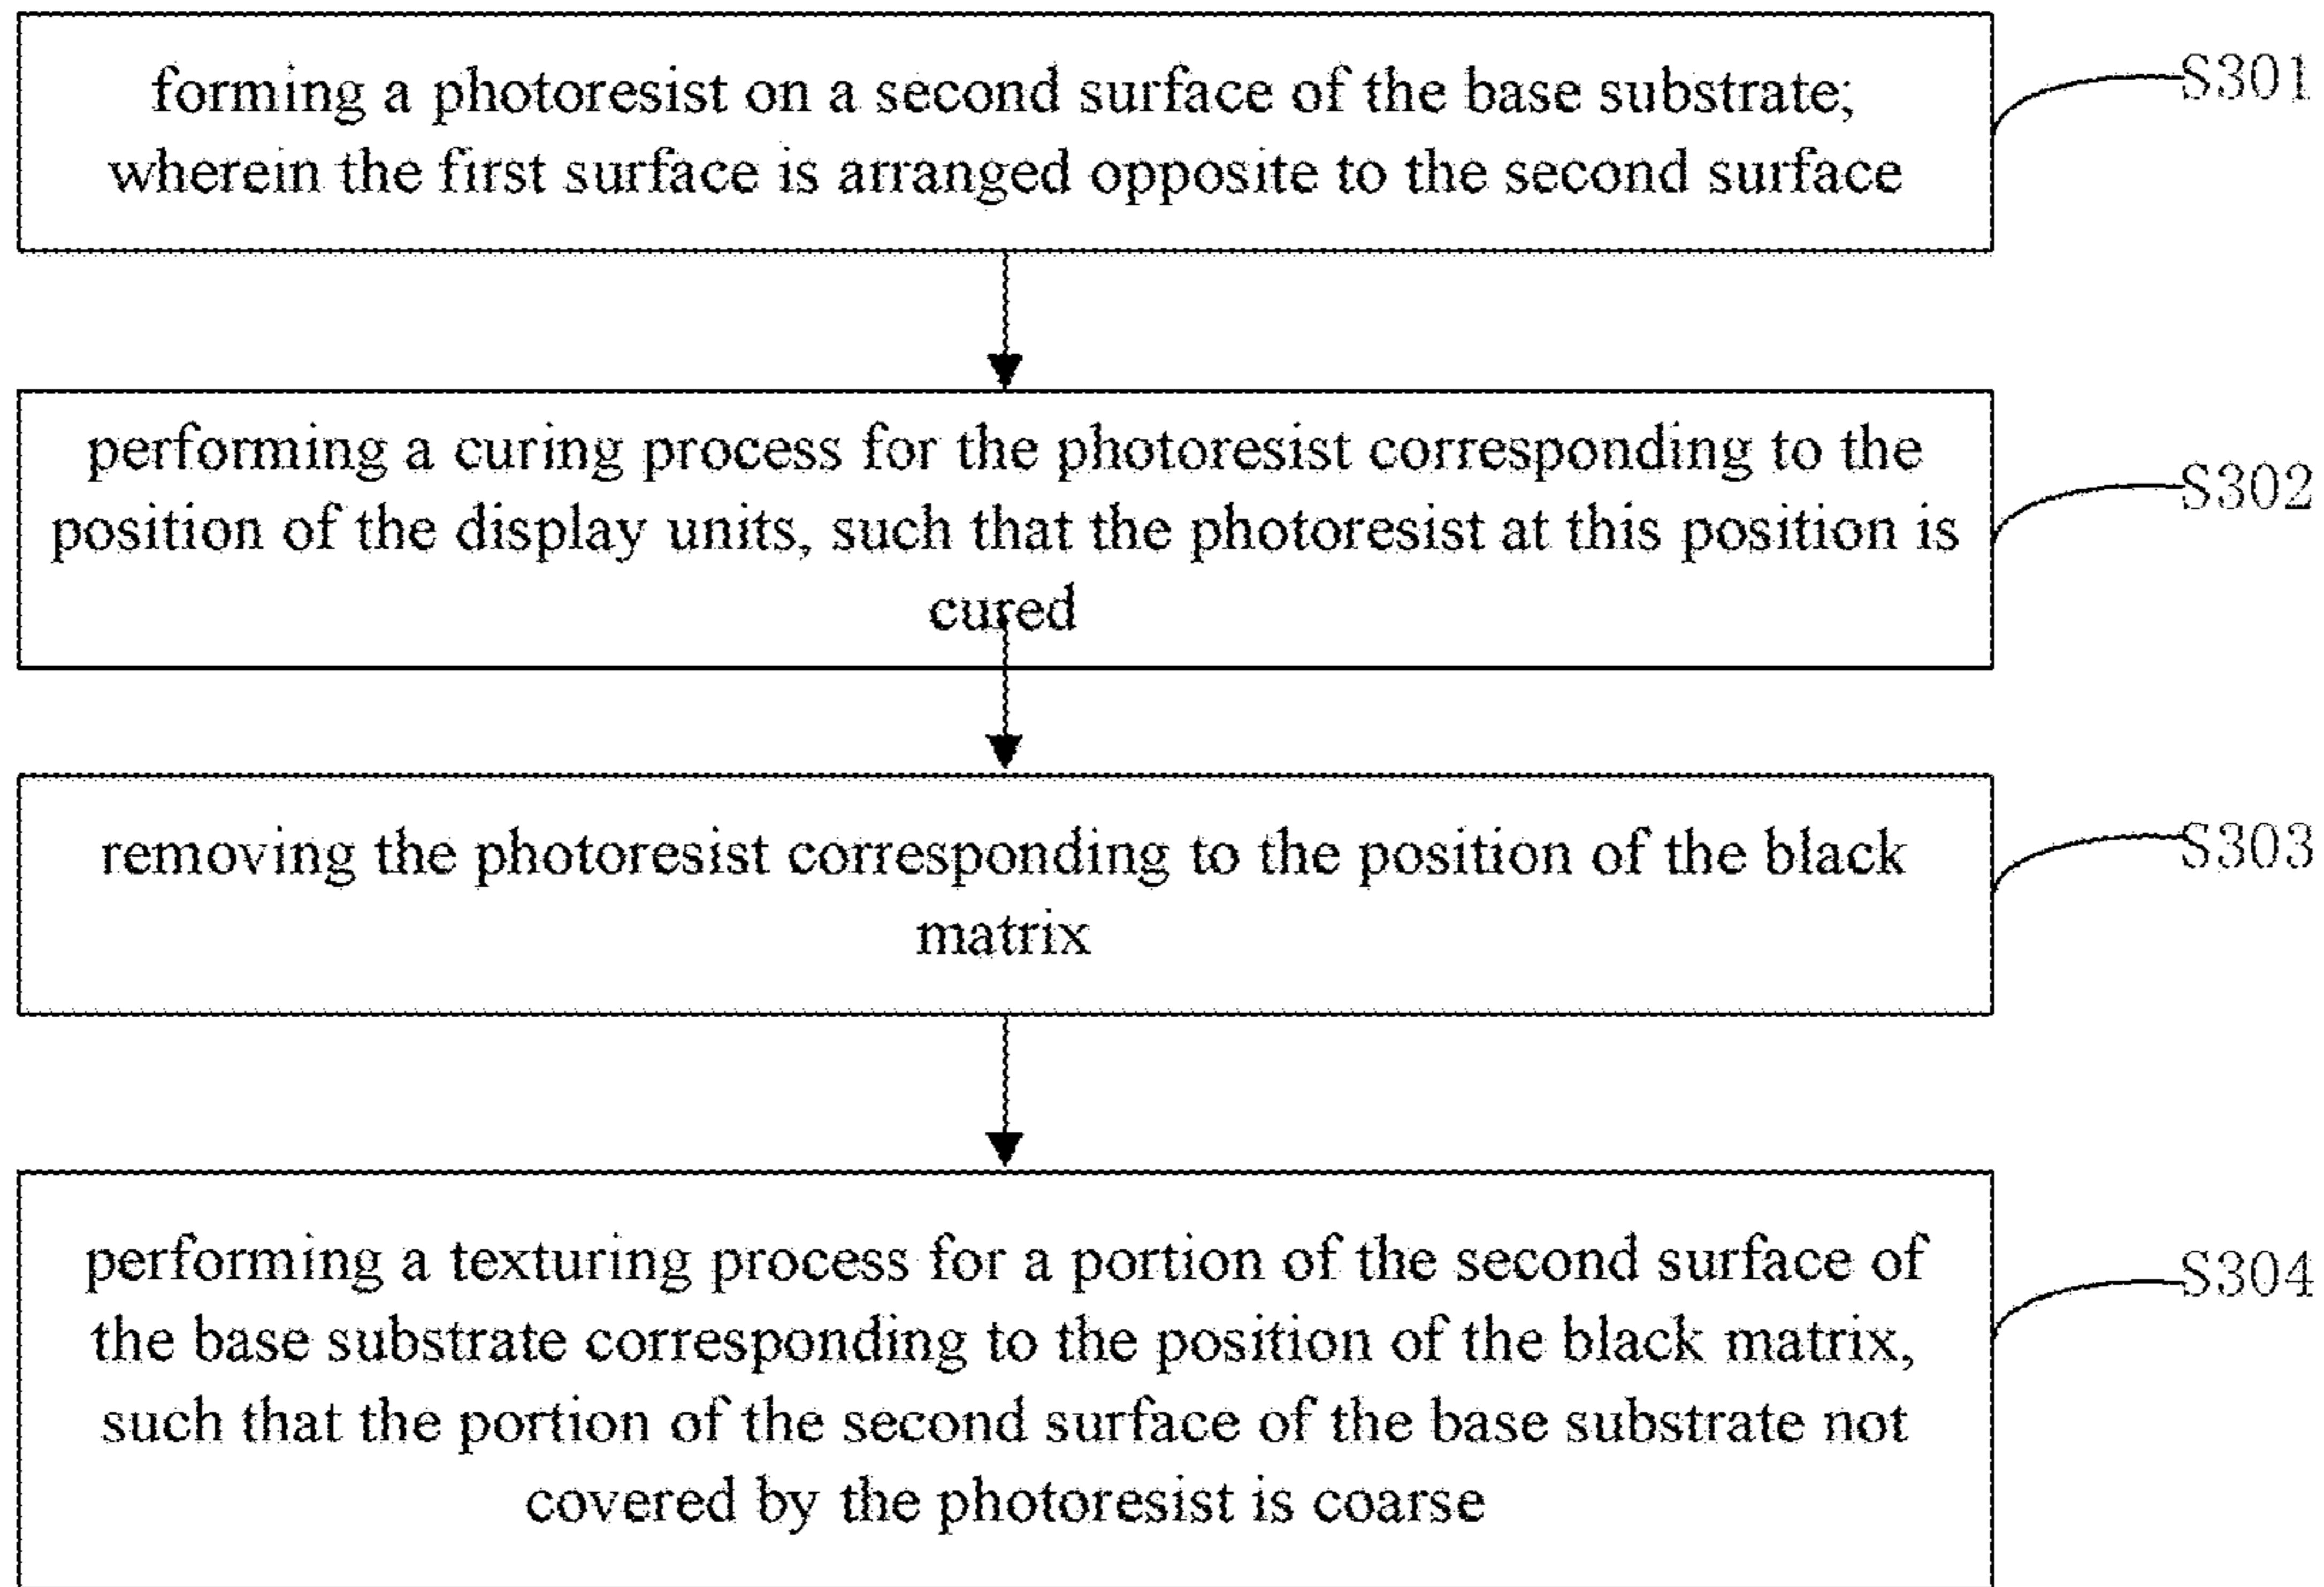 forming a photoresist on a second surface of the base substrate;
wherein the first surface is arranged opposite to the second surface
S301
performing a curing process for the photoresist corresponding to the
position of the display units, such that the photoresist at this position is
cured
S302
removing the photoresist corresponding to the position of the black
matrix
S303
performing a texturing process for a portion of the second surface of
the base substrate corresponding to the position of the black matrix,
such that the portion of the second surface of the base substrate not
covered by the photoresist is coarse
S304